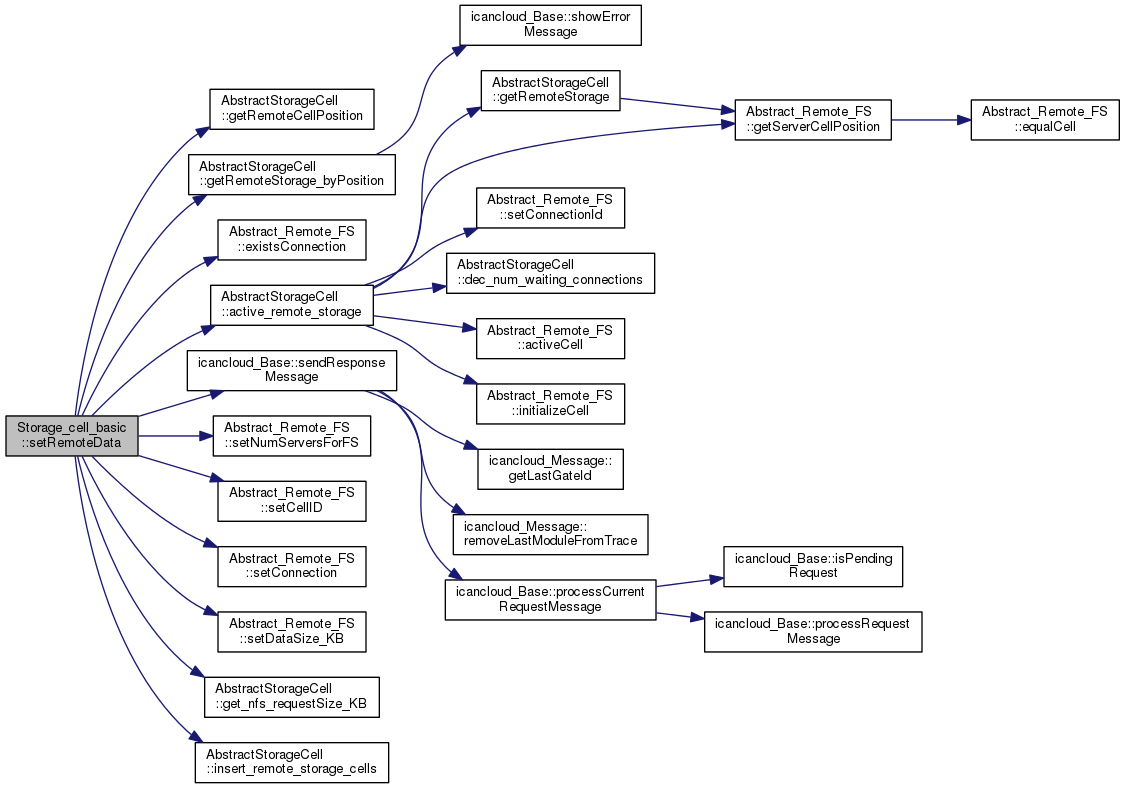 icancloud_Base::showError
Message
AbstractStorageCell
::getRemoteStorage
AbstractStorageCell
::getRemoteCellPosition
Abstract_Remote_FS
::getServerCellPosition
Abstract_Remote_FS
::equalCell
AbstractStorageCell
::getRemoteStorage_byPosition
Abstract_Remote_FS
::setConnectionId
Abstract_Remote_FS
::existsConnection
AbstractStorageCell
::dec_num_waiting_connections
AbstractStorageCell
::active_remote_storage
Abstract_Remote_FS
::activeCell
icancloud_Base::sendResponse
Message
Abstract_Remote_FS
::initializeCell
Storage_cell_basic
::setRemoteData
Abstract_Remote_FS
::setNumServersForFS
icancloud_Message::
getLastGateId
Abstract_Remote_FS
::setCellID
icancloud_Message::
removeLastModuleFromTrace
Abstract_Remote_FS
::setConnection
icancloud_Base::isPending
Request
icancloud_Base::processCurrent
RequestMessage
Abstract_Remote_FS
::setDataSize_KB
icancloud_Base::processRequest
Message
AbstractStorageCell
::get_nfs_requestSize_KB
AbstractStorageCell
::insert_remote_storage_cells